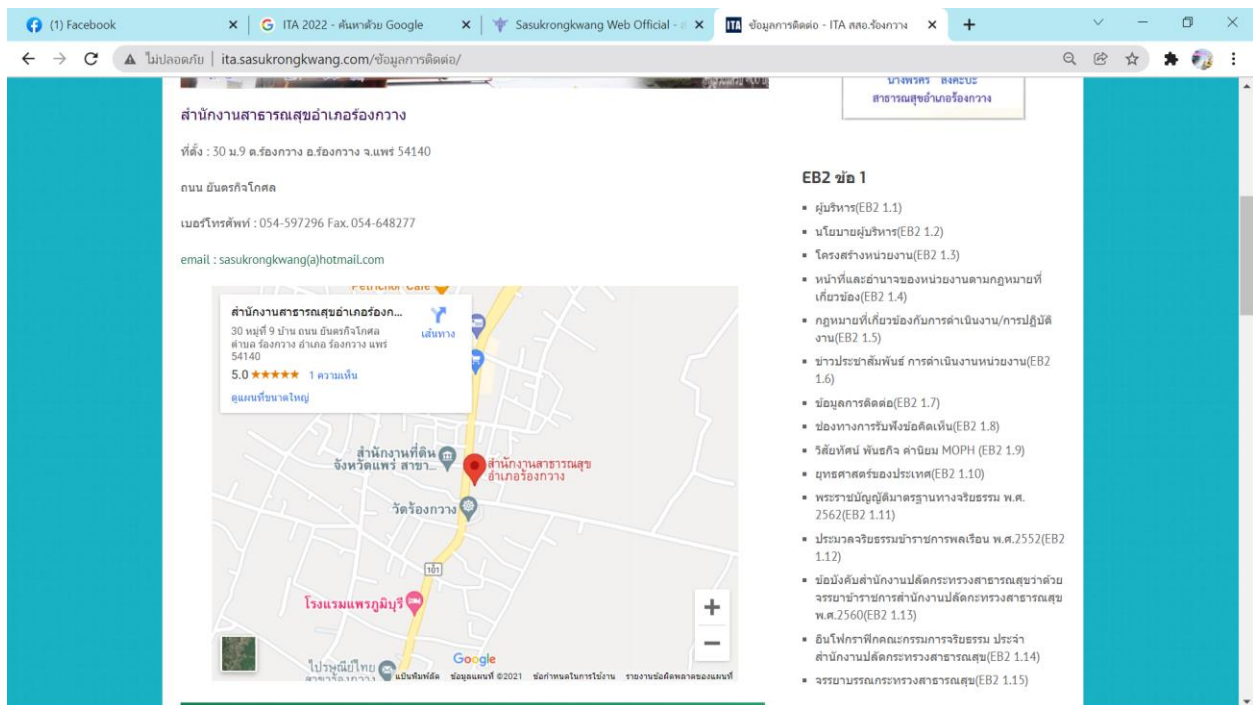 (1) Facebook
ITA 2022 - ค้นหาด้วย Google
Sasukrongkwang Web Official -
ข้อมูลการติดต่อ - ITA สสอ.ร้องกวาง
ไม่ปลอดภัย | ita.sasukrongkwang.com/ข้อมูลการติดต่อ/
สำนักงานสาธารณสุขอำเภอร้องกวาง
ที่ตั้ง : 30 ม.9 ต.ร้องกวาง อ.ร้องกวาง จ.แพร่ 54140
ถนน ยันตรกิจโกศล
เบอร์โทรศัพท์ : 054-597296 Fax. 054-648277
email : sasukrongkwang(a)hotmail.com
Petrichor Cafe
สำนักงานสาธารณสุขอำเภอร้องก...
30 หมู่ที่ 9 บ้าน ถนน ยันตรกิจโกศล
ตำบล ร้องกวาง อำเภอ ร้องกวาง แพร่
54140
5.0 ★★★★★ 1 ความเห็น
ดูแผนที่ขนาดใหญ่
เส้นทาง
สำนักงานที่ดิน
จังหวัดแพร่ สาขา...
สำนักงานสาธารณสุข
อำเภอร้องกวาง
วัดร้องกวาง
101
โรงแรมแพรภูมิบุรี
ไปรษณีย์ไทย
สาขาร้องกวาง
Google
แป้นพิมพ์ลัด ข้อมูลแผนที่ ©2021 ข้อกำหนดในการใช้งาน รายงานข้อผิดพลาดของแผนที่
สาธารณสุขอำเภอร้องกวาง
EB2 ข้อ 1
ผู้บริหาร(EB2 1.1)
นโยบายผู้บริหาร(EB2 1.2)
โครงสร้างหน่วยงาน(EB2 1.3)
หน้าที่และอำนาจของหน่วยงานตามกฎหมายที่
เกี่ยวข้อง(EB2 1.4)
กฎหมายที่เกี่ยวข้องกับการดำเนินงาน/การปฏิบัติ
งาน(EB2 1.5)
ข่าวประชาสัมพันธ์ การดำเนินงานหน่วยงาน(EB2
1.6)
ข้อมูลการติดต่อ(EB2 1.7)
ช่องทางการรับฟังข้อคิดเห็น(EB2 1.8)
วิสัยทัศน์ พันธกิจ ค่านิยม MOPH (EB2 1.9)
ยุทธศาสตร์ของประเทศ(EB2 1.10)
พระราชบัญญัติมาตรฐานทางจริยธรรม พ.ศ.
2562(EB2 1.11)
ประมวลจริยธรรมข้าราชการพลเรือน พ.ศ.2552(EB2
1.12)
ข้อบังคับสำนักงานปลัดกระทรวงสาธารณสุขว่าด้วย
จรรยาข้าราชการสำนักงานปลัดกะทรวงสาธารณสุข
พ.ศ.2560(EB2 1.13)
อินโฟกราฟิกคณะกรรมการจริยธรรม ประจำ
สำนักงานปลัดกระทรวงสาธารณสุข(EB2 1.14)
จรรยาบรรณกระทรวงสาธารณสุข(EB2 1.15)